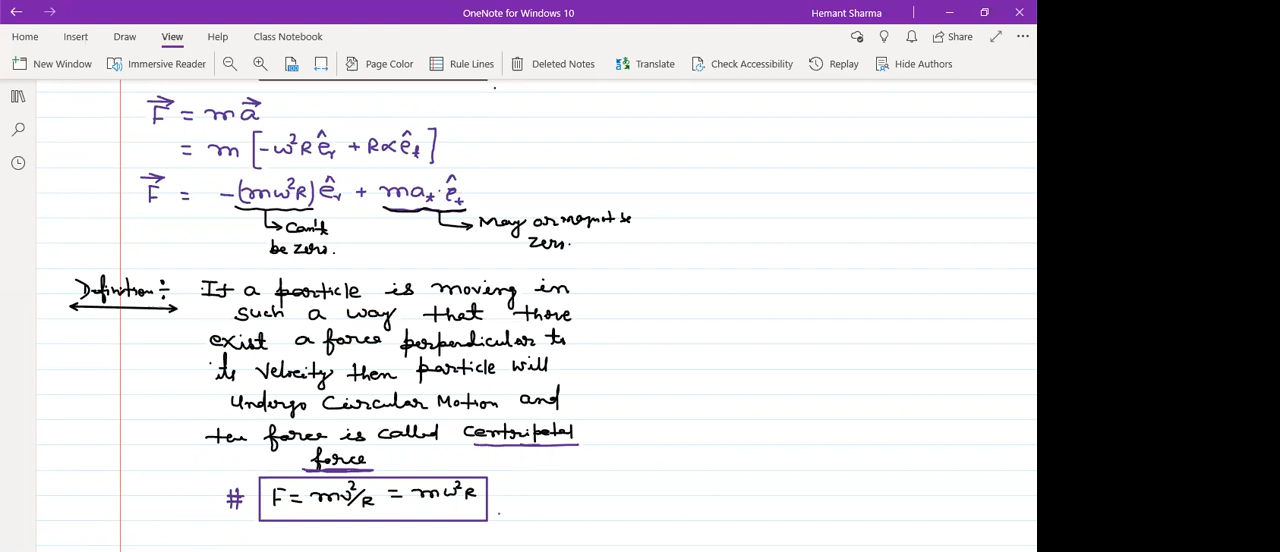 OneNote for Windows 10
Hemant Sharma
Home Insert Draw View Help Class Notebook Share
New Window Immersive Reader Page Color Rule Lines Deleted Notes Translate Check Accessibility Replay Hide Authors
F⃗ = ma⃗
= m [-ω²R ê_r + Rα ê_t]
F⃗ = -(mω²R) ê_r + ma_t · ê_t
→ Can't be zero.
→ May or may not be zero.
Definition :- If a particle is moving in
such a way that there
exist a force perpendicular to
its velocity then particle will
undergo Circular Motion and
force is called centripetal
force
# F = mv²/R = mω²R